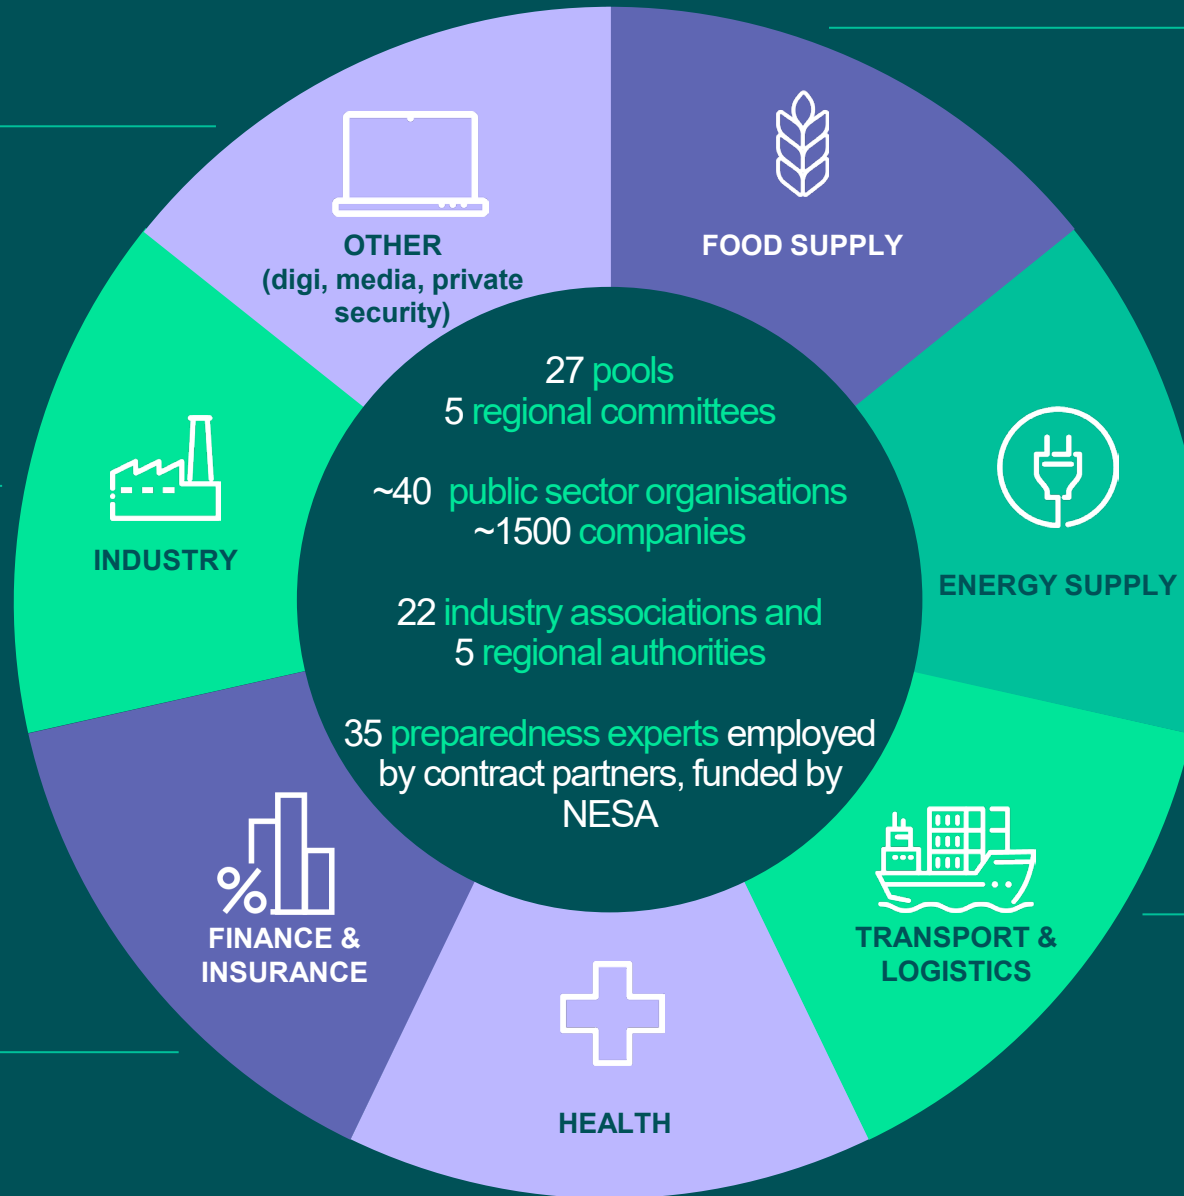 OTHER
(digi, media, private
security)
FOOD SUPPLY
ENERGY SUPPLY
TRANSPORT &
LOGISTICS
HEALTH
FINANCE &
INSURANCE
INDUSTRY
27 pools
5 regional committees
~40 public sector organisations
~1500 companies
22 industry associations and
5 regional authorities
35 preparedness experts employed
by contract partners, funded by
NESA
%